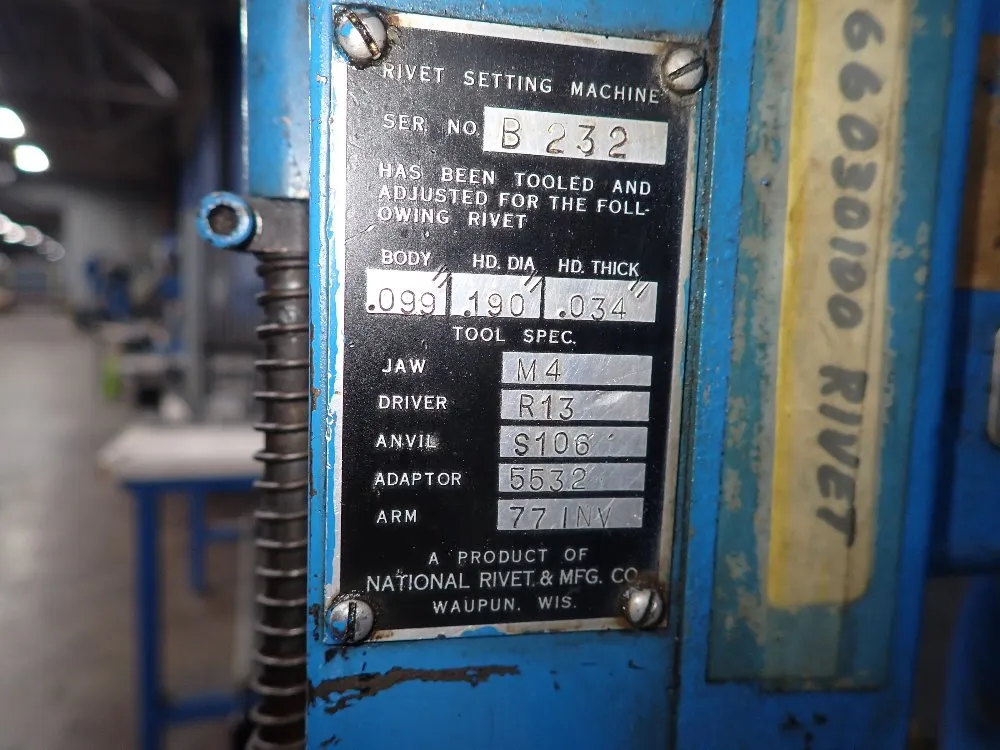 RIVET SETTING MACHINE
SER. NO. B 232
HAS BEEN TOOLED AND
ADJUSTED FOR THE FOLL-
OWING RIVET
BODY HD. DIA HD. THICK
.099" .190" .034"
TOOL SPEC.
JAW M4
DRIVER R13
ANVIL S106
ADAPTOR 5532
ARM 77 INV
A PRODUCT OF
NATIONAL RIVET & MFG. CO.
WAUPUN. WIS.
66030100 RIVET